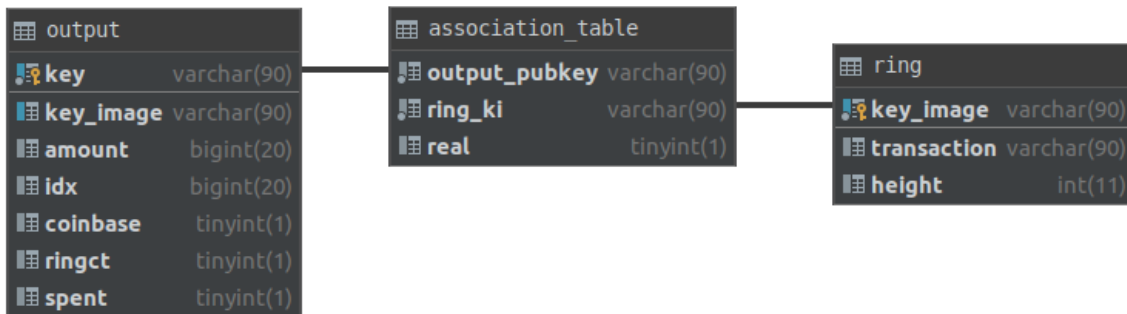 output
key varchar(90)
key_image varchar(90)
amount bigint(20)
idx bigint(20)
coinbase tinyint(1)
ringct tinyint(1)
spent tinyint(1)
association_table
output_pubkey varchar(90)
ring_ki varchar(90)
real tinyint(1)
ring
key_image varchar(90)
transaction varchar(90)
height int(11)